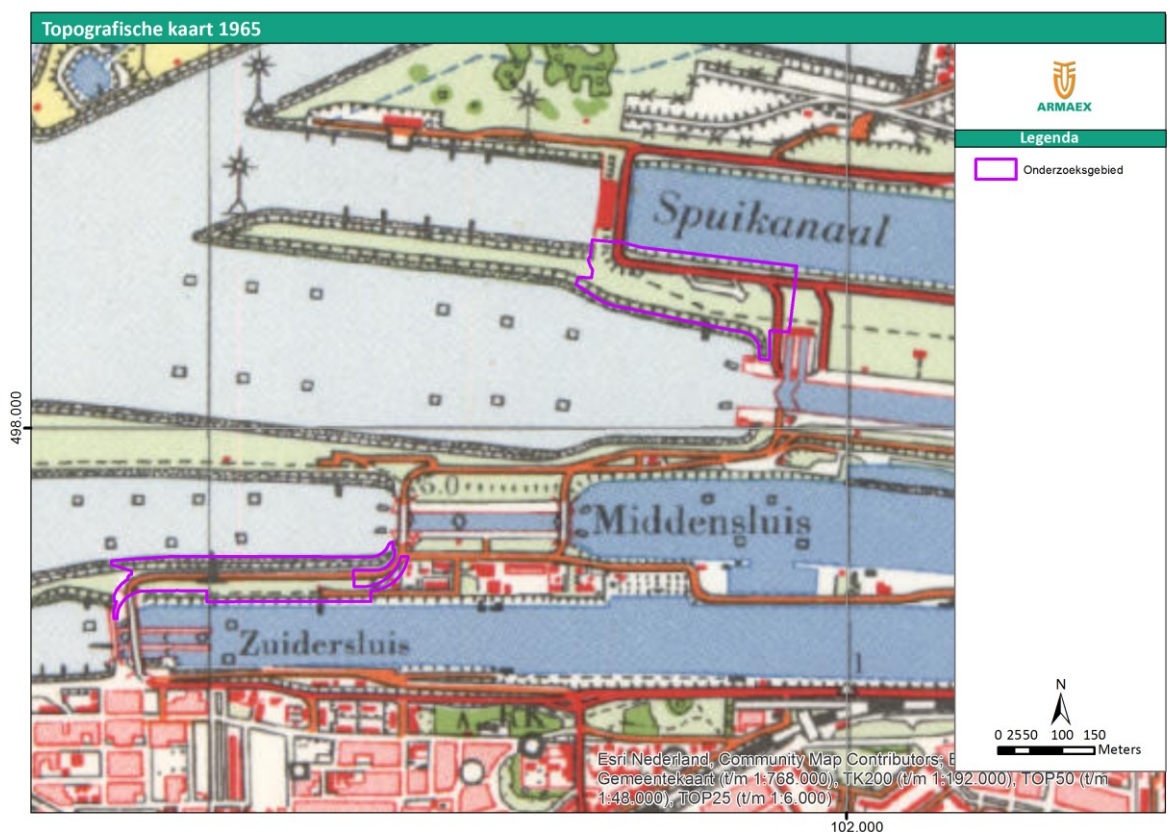 Topografische kaart 1965
ARMAEX
Legenda
Onderzoeksgebied
Spuikanaal
498.000
6.0
Middensluis
Zuidersluis
1
N
0 2550 100 150
Meters
Esri Nederland, Community Map Contributors;
Gemeentekaart (t/m 1:768.000), TK200 (t/m 1:192.000), TOP50 (t/m
1:48.000), TOP25 (t/m 1:6.000)
102.000